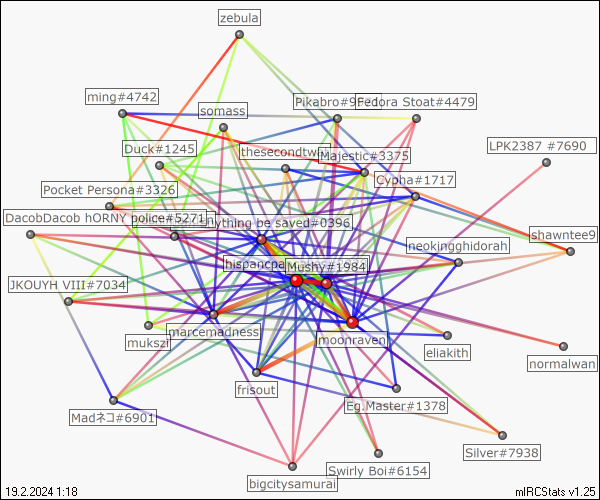 zebula
ming#4742
somass
Pikabro#9
Fedora Stoat#4479
Duck#1245
thesecondtwin
Majestic#3375
LPK2387 #7690
Cypha#1717
Pocket Persona#3326
DacobDacob hORNY police#5271
anything be saved#0396
shawntee9
neokingghidorah
hispancpa
Mushy#1984
JKOUYH VIII#7034
mukszi
marcemadness
moonraven
eliakith
normalwan
frisout
Eg.Master#1378
Madネコ#6901
Silver#7938
Swirly Boi#6154
bigcitysamurai
19.2.2024 1:18
mIRCStats v1.25